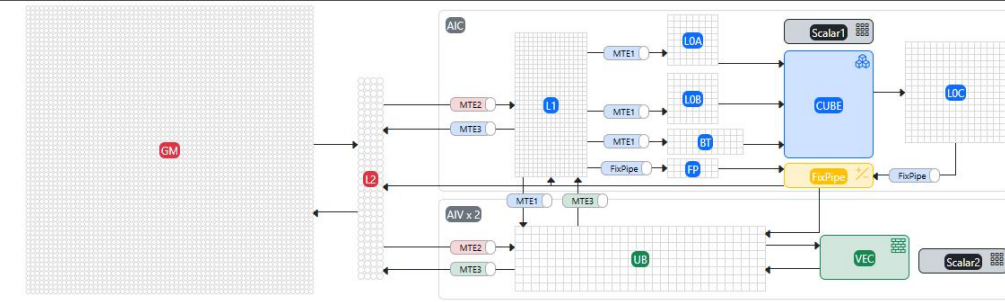 AIC
L0A
Scalar1
MTE1
L0C
MTE2
L1
MTE1
L0B
CUBE
MTE3
MTE1
BT
GM
L2
FixPipe
FP
FixPipe
FixPipe
MTE1
MTE3
AIV x 2
MTE2
UB
VEC
Scalar2
MTE3